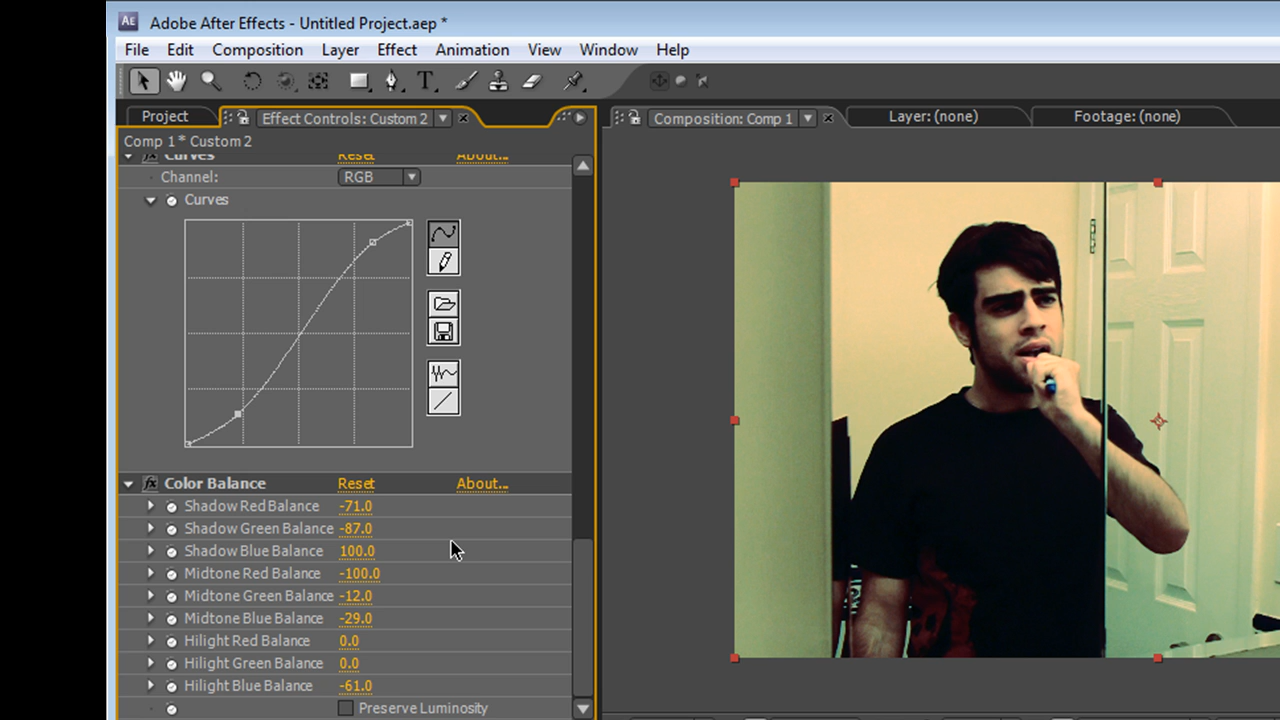 AE Adobe After Effects - Untitled Project.aep *
File Edit Composition Layer Effect Animation View Window Help
Project Effect Controls: Custom 2 Composition: Comp 1 Layer: (none) Footage: (none)
Comp 1 * Custom 2
Curves Reset About...
Channel: RGB
Curves
Color Balance Reset About...
Shadow Red Balance -71.0
Shadow Green Balance -87.0
Shadow Blue Balance 100.0
Midtone Red Balance -100.0
Midtone Green Balance -12.0
Midtone Blue Balance -29.0
Hilight Red Balance 0.0
Hilight Green Balance 0.0
Hilight Blue Balance -61.0
Preserve Luminosity